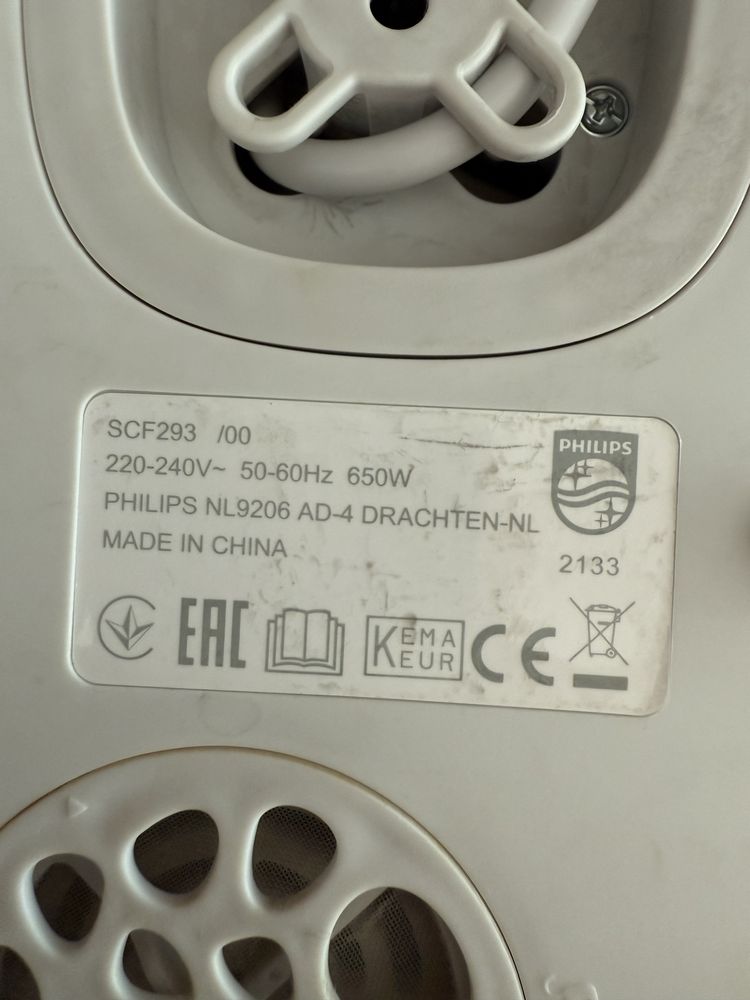 SCF293 /00
220-240V~ 50-60Hz 650W
PHILIPS NL9206 AD-4 DRACHTEN-NL
MADE IN CHINA
PHILIPS
2133
EAC
KEMA
KEUR
CE